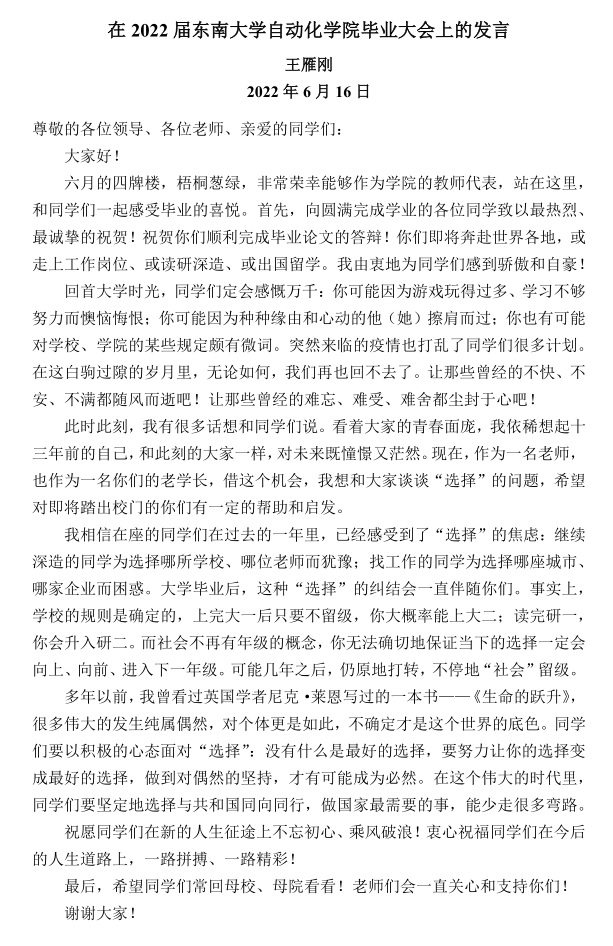 在 2022 届东南大学自动化学院毕业大会上的发言
王雁刚
2022 年 6 月 16 日
尊敬的各位领导、各位老师、亲爱的同学们：
大家好！
六月的四牌楼，梧桐葱绿，非常荣幸能够作为学院的教师代表，站在这里，
和同学们一起感受毕业的喜悦。首先，向圆满完成学业的各位同学致以最热烈、
最诚挚的祝贺！祝贺你们顺利完成毕业论文的答辩！你们即将奔赴世界各地，或
走上工作岗位、或读研深造、或出国留学。我由衷地为同学们感到骄傲和自豪！
回首大学时光，同学们定会感慨万千：你可能因为游戏玩得过多、学习不够
努力而懊恼悔恨；你可能因为种种缘由和心动的他（她）擦肩而过；你也有可能
对学校、学院的某些规定颇有微词。突然来临的疫情也打乱了同学们很多计划。
在这白驹过隙的岁月里，无论如何，我们再也回不去了。让那些曾经的不快、不
安、不满都随风而逝吧！让那些曾经的难忘、难受、难舍都尘封于心吧！
此时此刻，我有很多话想和同学们说。看着大家的青春面庞，我依稀想起十
三年前的自己，和此刻的大家一样，对未来既憧憬又茫然。现在，作为一名老师，
也作为一名你们的老学长，借这个机会，我想和大家谈谈“选择”的问题，希望
对即将踏出校门的你们有一定的帮助和启发。
我相信在座的同学们在过去的一年里，已经感受到了“选择”的焦虑：继续
深造的同学为选择哪所学校、哪位老师而犹豫；找工作的同学为选择哪座城市、
哪家企业而困惑。大学毕业后，这种“选择”的纠结会一直伴随你们。事实上，
学校的规则是确定的，上完大一后只要不留级，你大概率能上大二；读完研一，
你会升入研二。而社会不再有年级的概念，你无法确切地保证当下的选择一定会
向上、向前、进入下一年级。可能几年之后，仍原地打转，不停地“社会”留级。
多年以前，我曾看过英国学者尼克·莱恩写过的一本书——《生命的跃升》，
很多伟大的发生纯属偶然，对个体更是如此，不确定才是这个世界的底色。同学
们要以积极的心态面对“选择”：没有什么是最好的选择，要努力让你的选择变
成最好的选择，做到对偶然的坚持，才有可能成为必然。在这个伟大的时代里，
同学们要坚定地选择与共和国同向同行，做国家最需要的事，能少走很多弯路。
祝愿同学们在新的人生征途上不忘初心、乘风破浪！衷心祝福同学们在今后
的人生道路上，一路拼搏、一路精彩！
最后，希望同学们常回母校、母院看看！老师们会一直关心和支持你们！
谢谢大家！